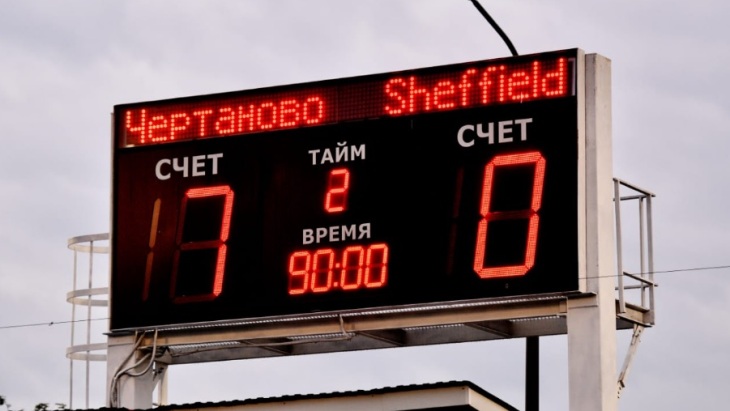 Чертаново Sheffield
СЧЕТ ТАЙМ СЧЕТ
7 2 0
ВРЕМЯ
90:00